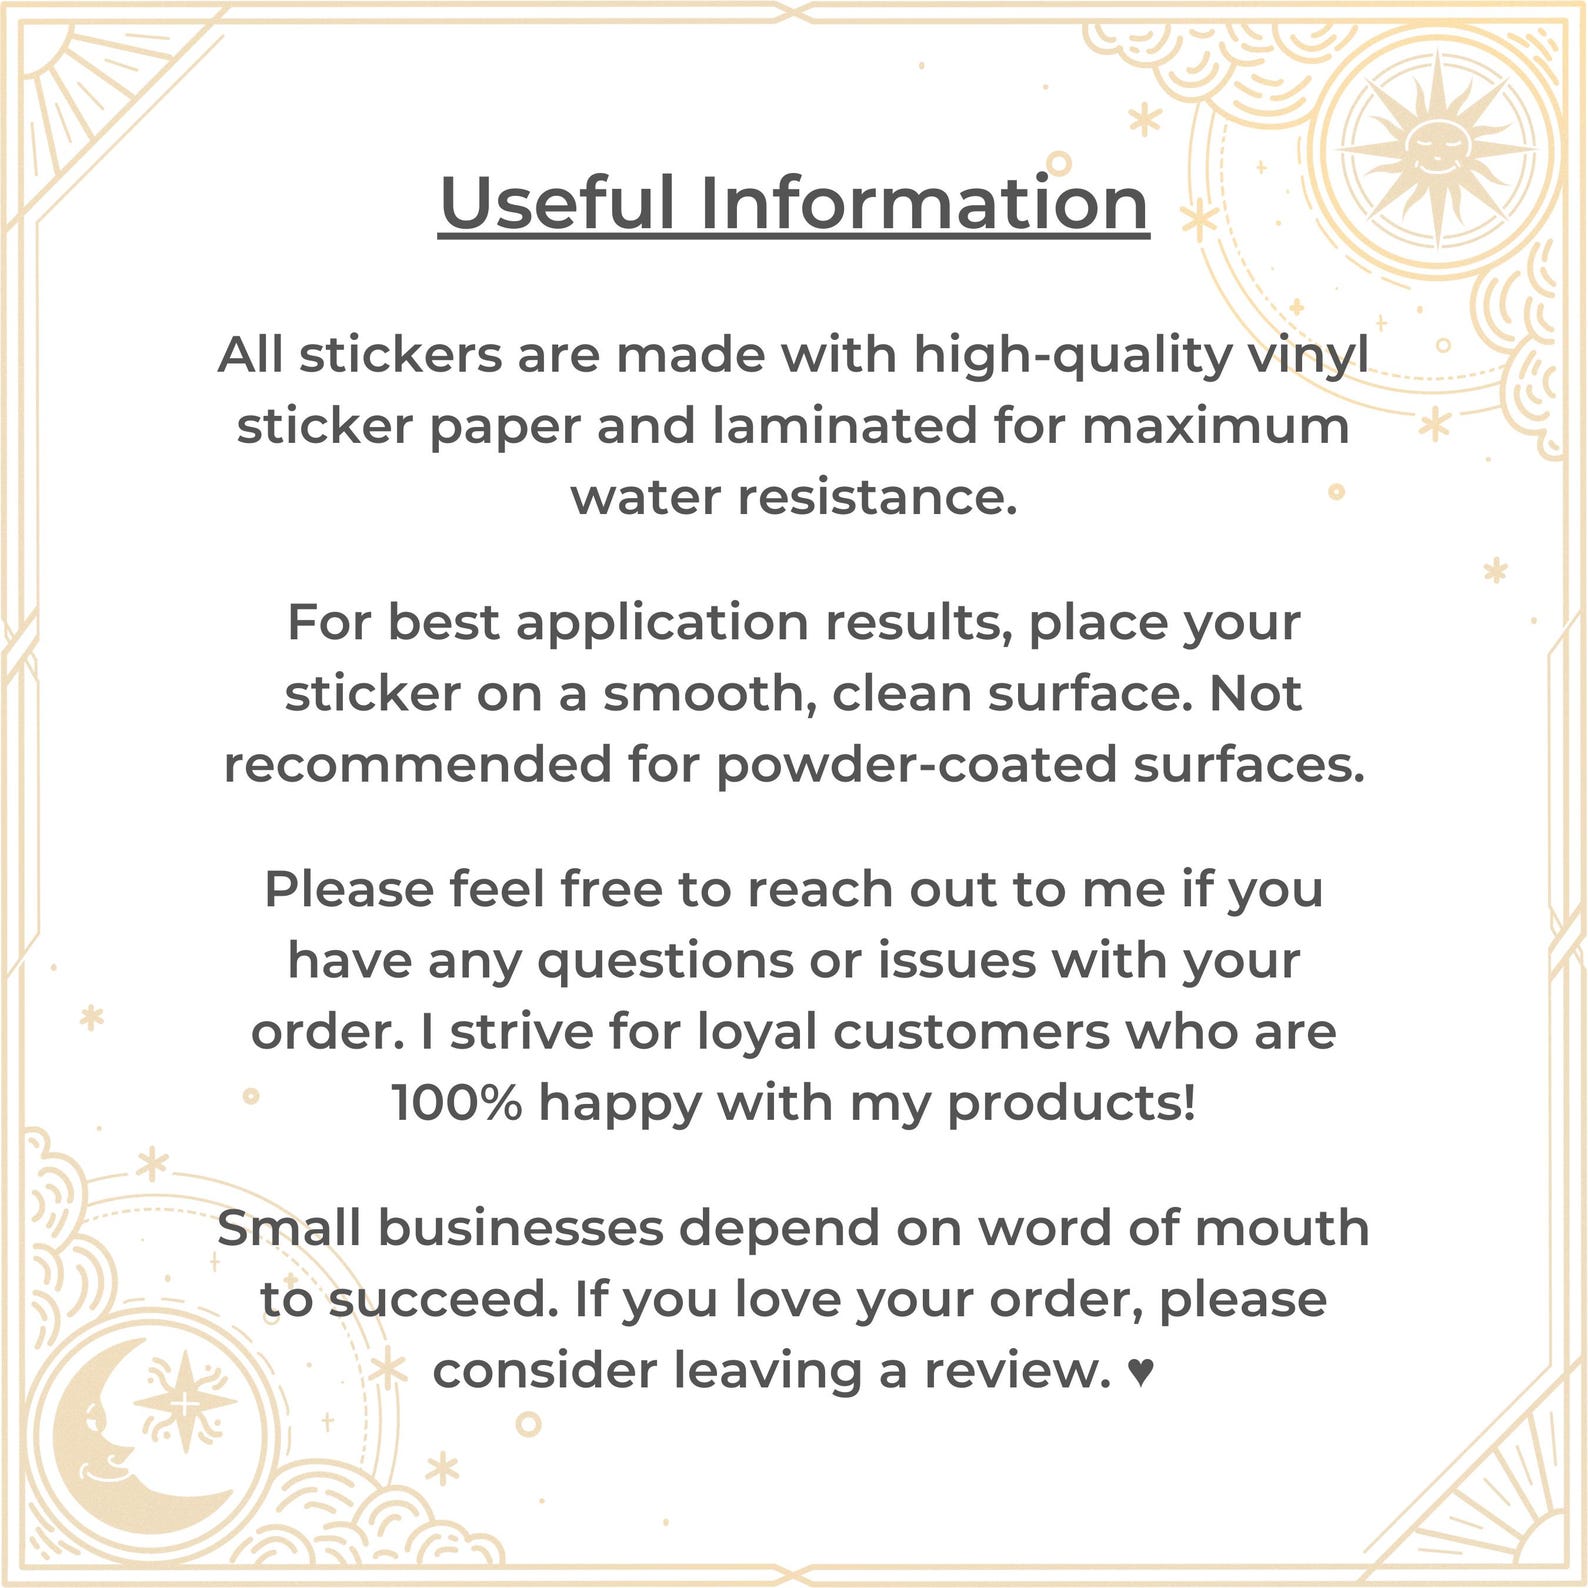 Useful Information
All stickers are made with high-quality vinyl
sticker paper and laminated for maximum
water resistance.
For best application results, place your
sticker on a smooth, clean surface. Not
recommended for powder-coated surfaces.
Please feel free to reach out to me if you
have any questions or issues with your
order. I strive for loyal customers who are
100% happy with my products!
Small businesses depend on word of mouth
to succeed. If you love your order, please
consider leaving a review. ♥